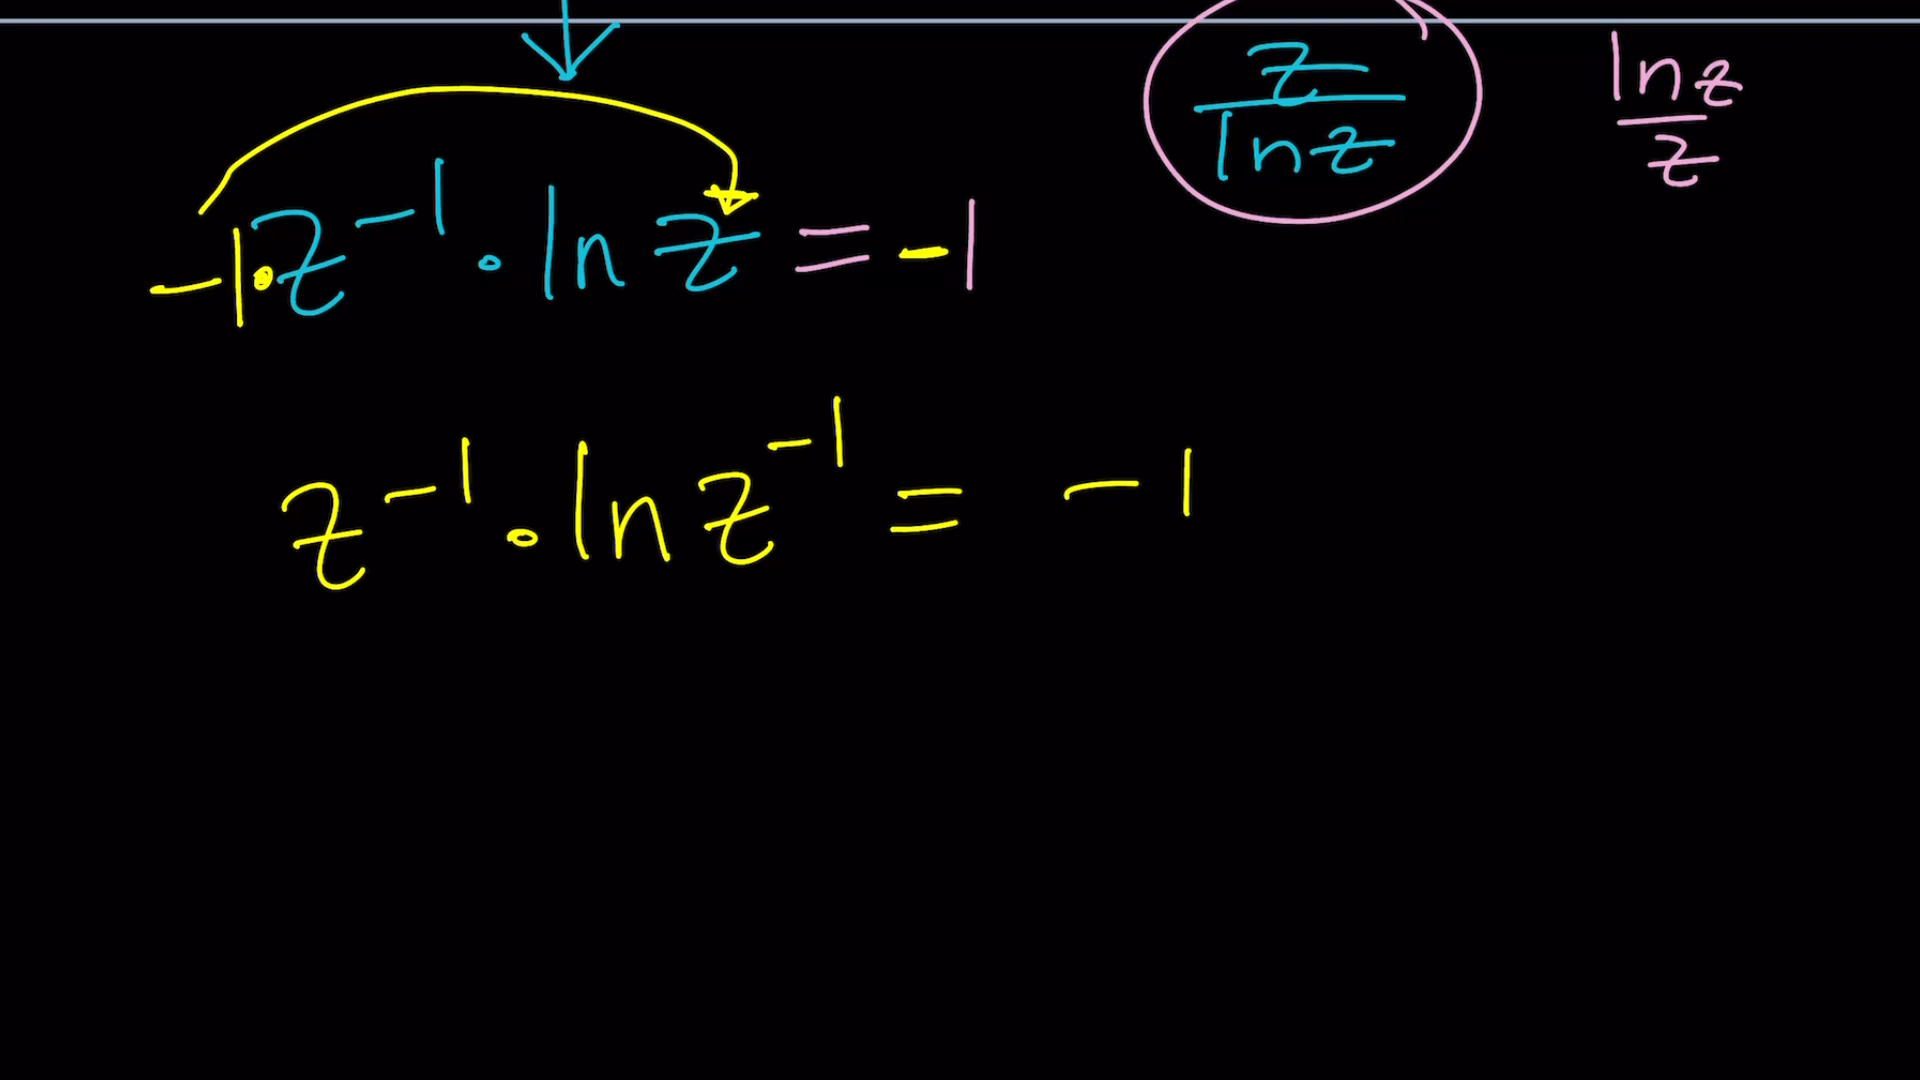 z/ln z ln z/z
-1·z⁻¹ · ln z = -1
z⁻¹ · ln z⁻¹ = -1